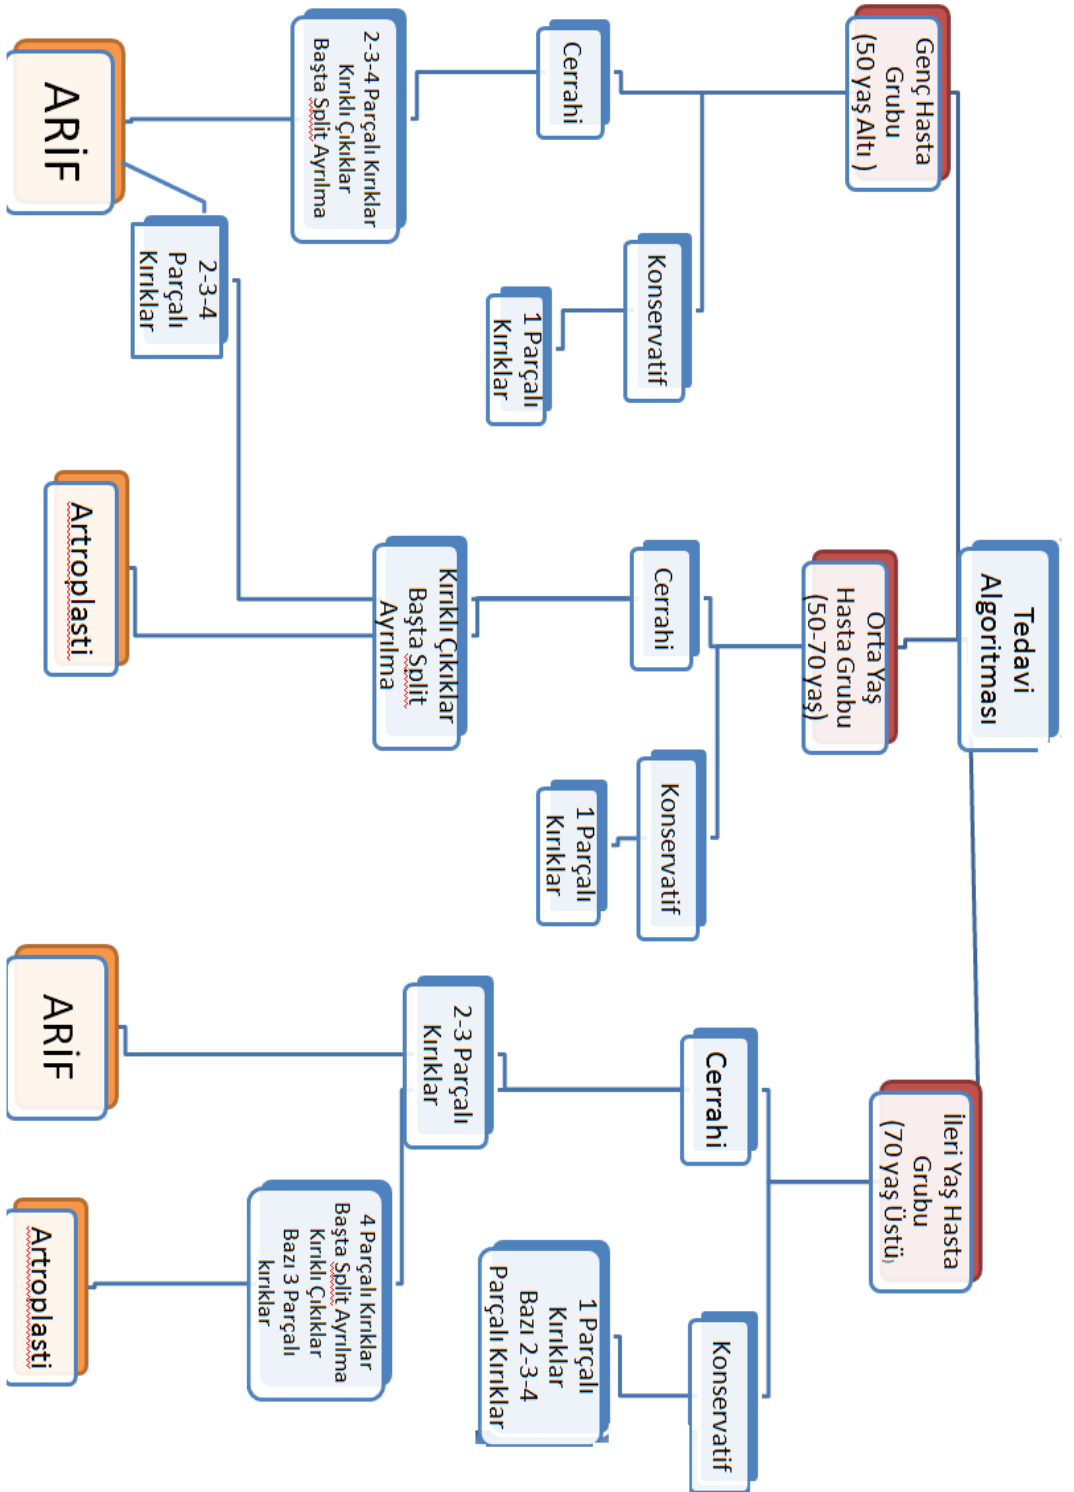 Tedavi
Algoritması
Genç Hasta
Grubu
(50 yaş Altı )
Orta Yaş
Hasta Grubu
(50-70 yaş)
İleri Yaş Hasta
Grubu
(70 yaş Üstü)
Cerrahi
Konservatif
1 Parçalı
Kırıklar
2-3-4 Parçalı Kırıklar
Kırıklı Çıkıklar
Başta Split Ayrılma
ARİF
2-3-4
Parçalı
Kırıklar
Cerrahi
Konservatif
1 Parçalı
Kırıklar
Kırıklı Çıkıklar
Başta Split
Ayrılma
Artroplasti
Cerrahi
Konservatif
1 Parçalı
Kırıklar
Bazı 2-3-4
Parçalı Kırıklar
2-3 Parçalı
Kırıklar
4 Parçalı Kırıklar
Başta Split Ayrılma
Kırıklı Çıkıklar
Bazı 3 Parçalı
kırıklar
ARİF
Artroplasti